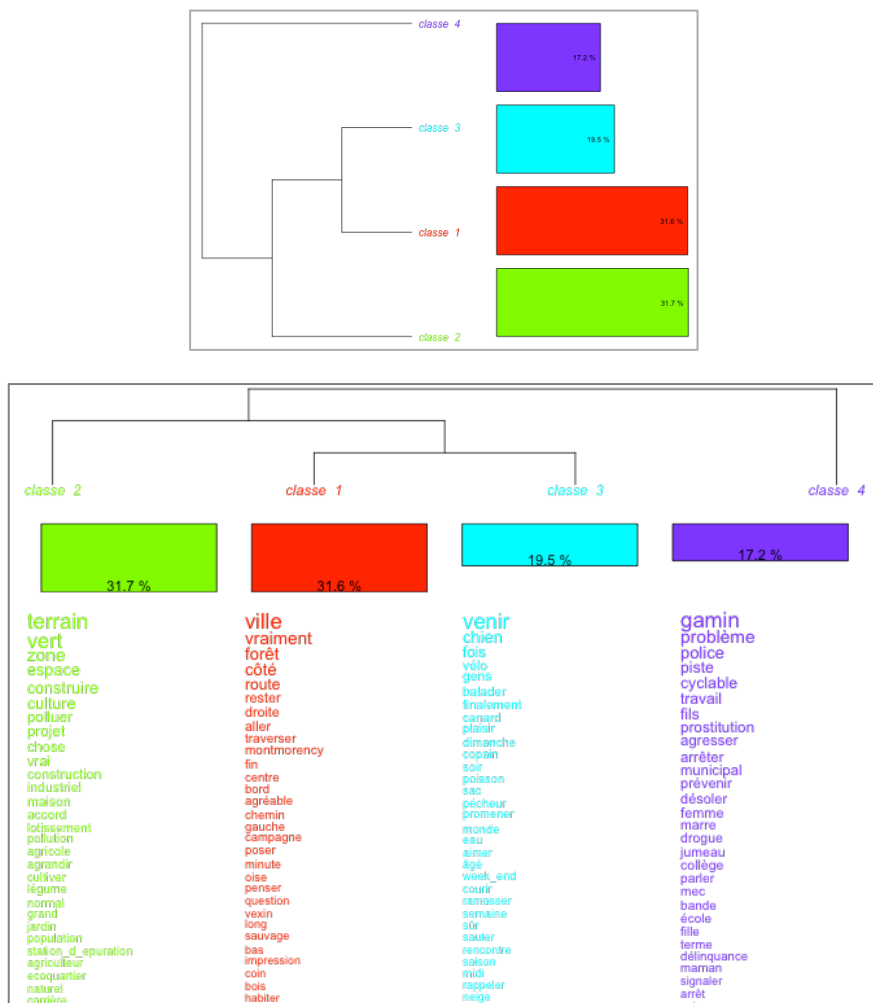 classe 4
17.2 %
classe 3
19.5 %
classe 1
31.6 %
classe 2
31.7 %
classe 2
classe 1
classe 3
classe 4
31.7 %
31.6 %
19.5 %
17.2 %
terrain
vert
zone
espace
construire
culture
polluer
projet
chose
vrai
construction
industriel
maison
accord
lotissement
pollution
agricole
agrandir
cultiver
légume
normal
grand
jardin
population
station_d_epuration
agriculteur
ecoquartier
naturel
carrière
ville
vraiment
forêt
côté
route
rester
droite
aller
traverser
montmorency
fin
centre
bord
agréable
chemin
gauche
campagne
poser
minute
oise
penser
question
vexin
long
sauvage
bas
impression
coin
bois
habiter
venir
chien
fois
vélo
gens
balader
finalement
canard
plaisir
dimanche
copain
soir
poisson
sac
pécheur
promener
monde
eau
aimer
âgé
week_end
courir
ramasser
semaine
sûr
sauter
rencontre
saison
midi
rappeler
neige
gamin
problème
police
piste
cyclable
travail
fils
prostitution
agresser
arrêter
municipal
prévenir
désoler
femme
marre
drogue
jumeau
collège
parler
mec
bande
école
fille
terme
délinquance
maman
signaler
arrêt